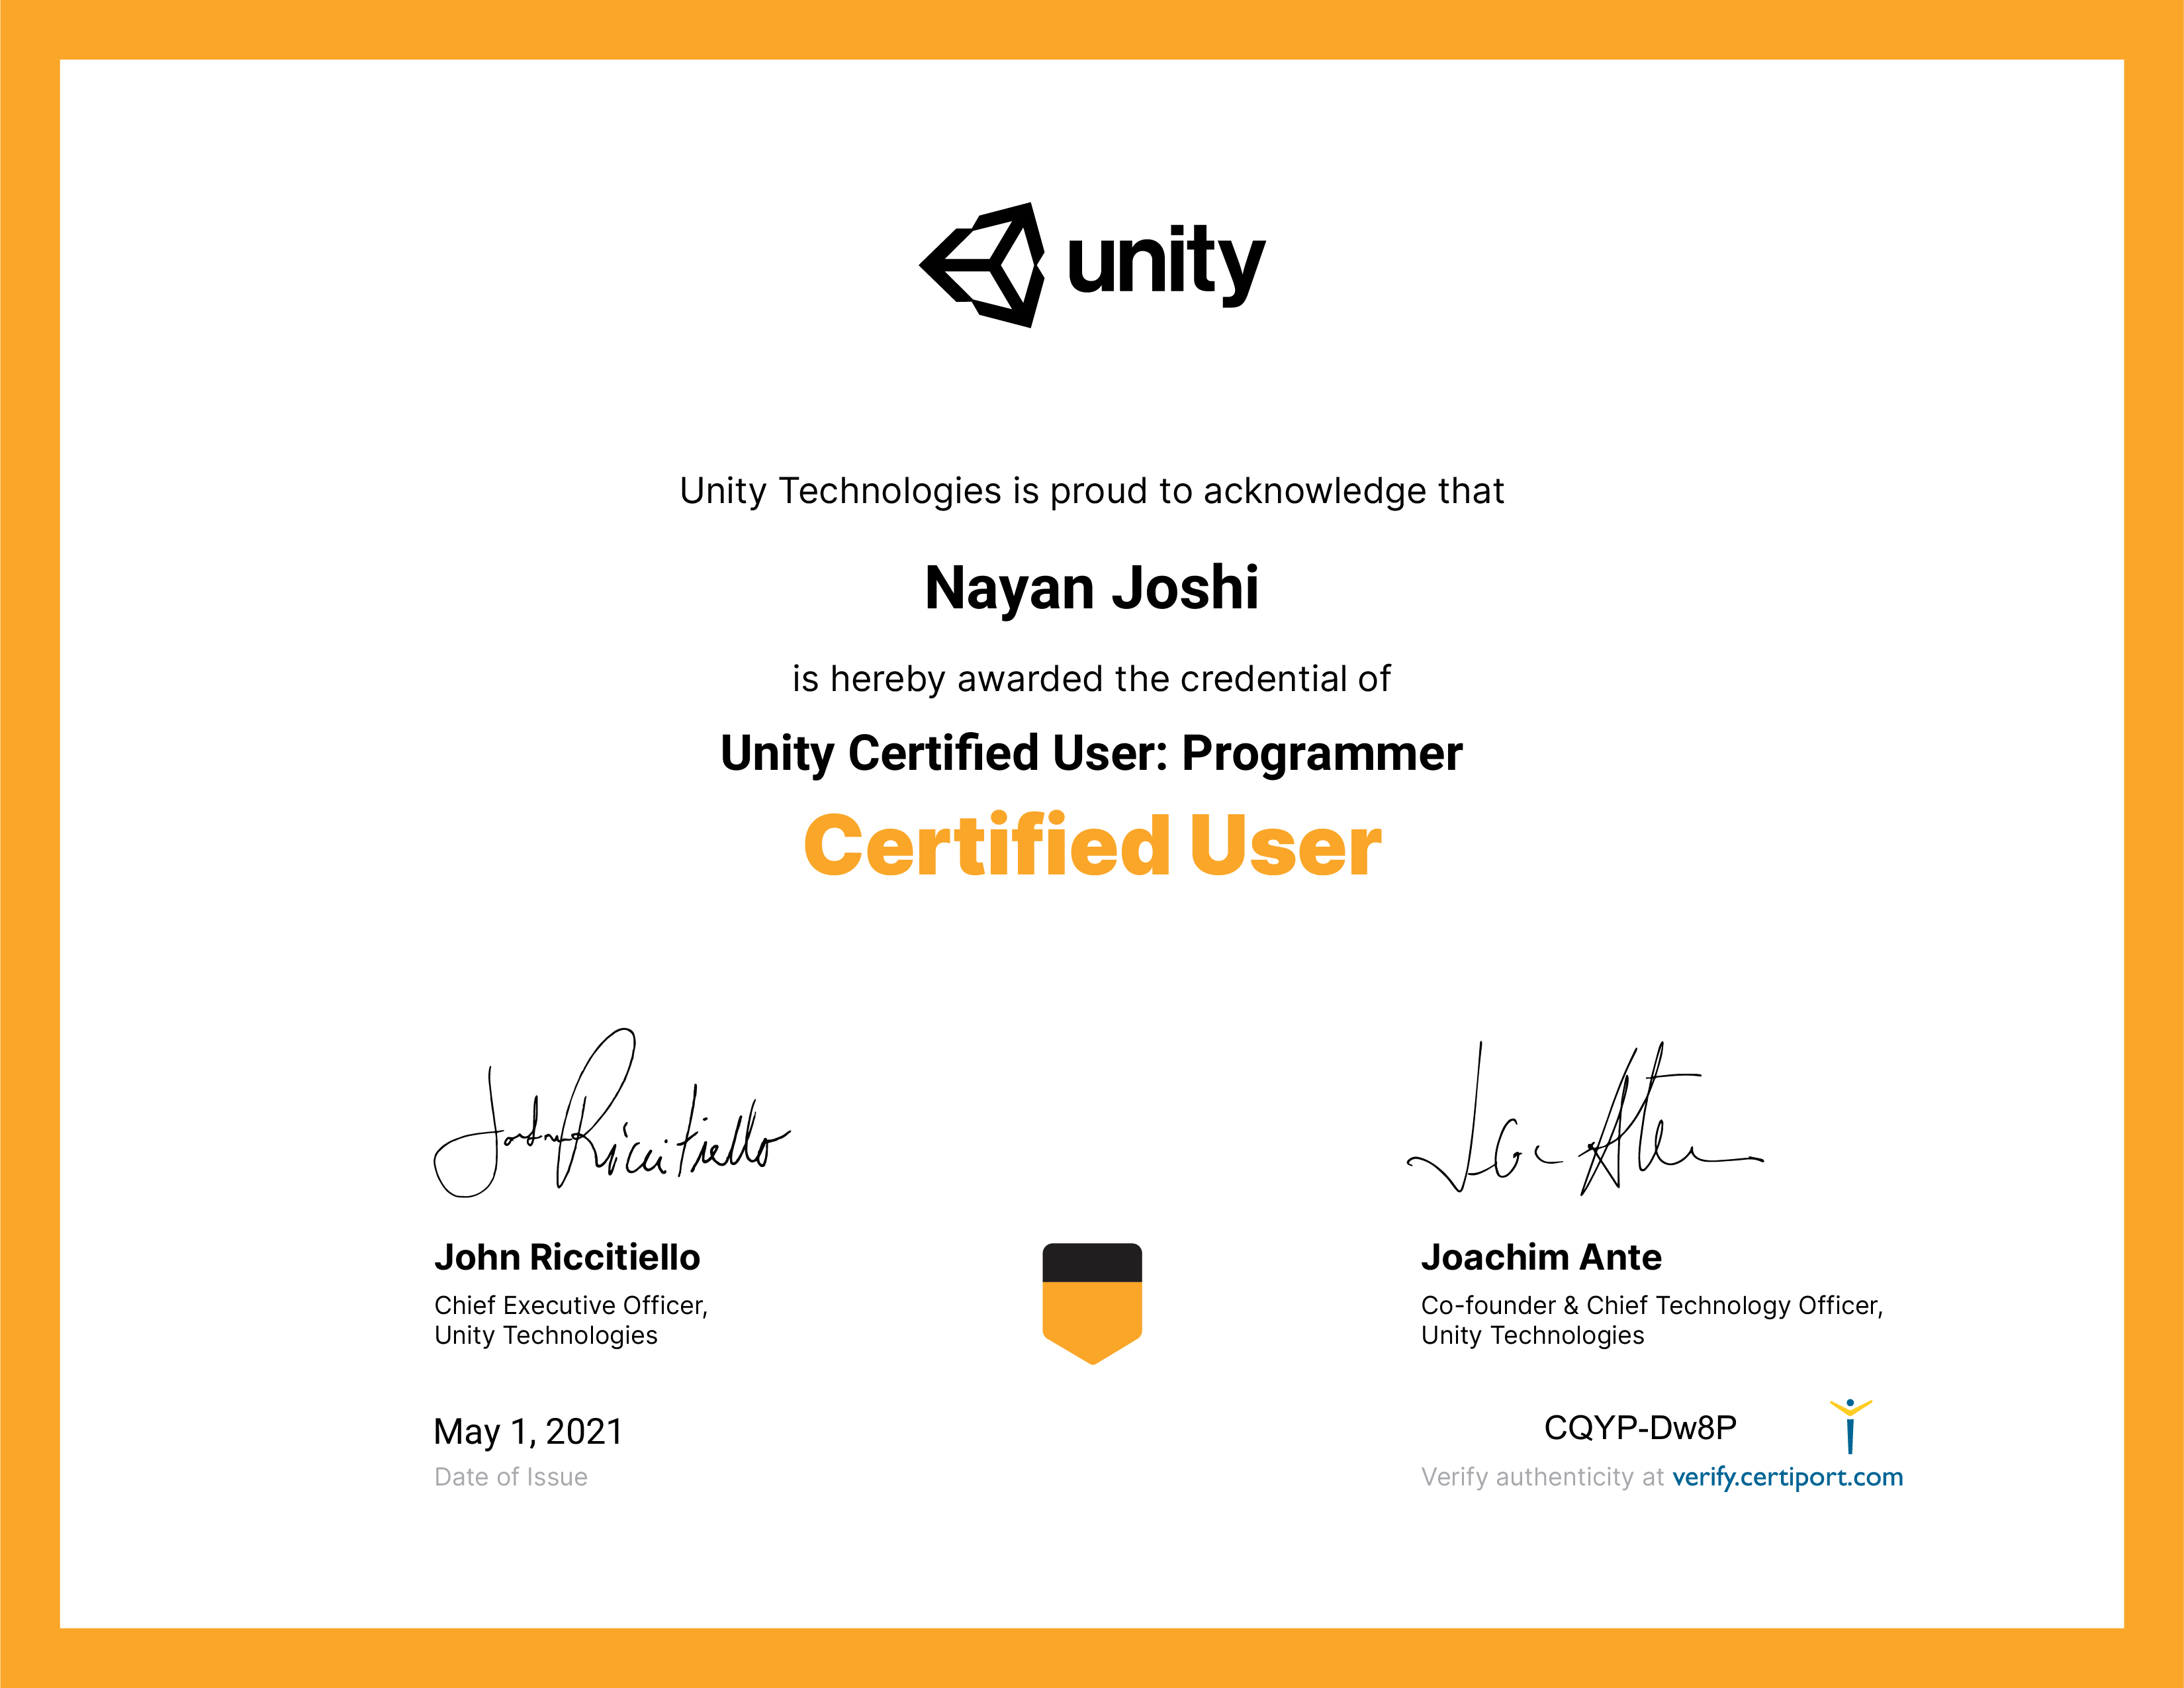 unity
Unity Technologies is proud to acknowledge that
Nayan Joshi
is hereby awarded the credential of
Unity Certified User: Programmer
Certified User
John Riccitiello
John Riccitiello
Chief Executive Officer,
Unity Technologies
May 1, 2021
Date of Issue
Joachim Ante
Co-founder & Chief Technology Officer,
Unity Technologies
CQYP-Dw8P
Verify authenticity at verify.certiport.com